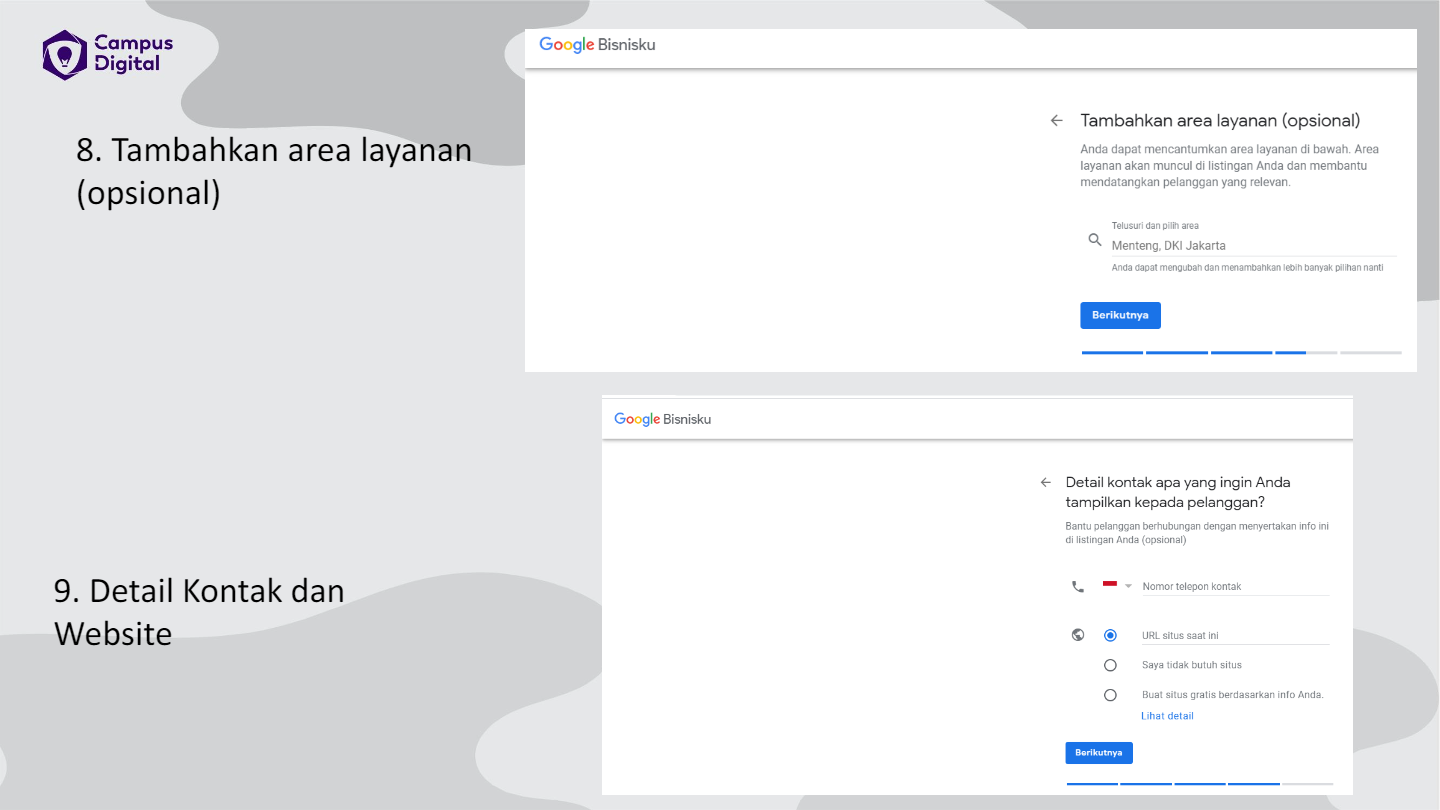 Campus
Digital
8. Tambahkan area layanan
(opsional)
Google Bisnisku
Tambahkan area layanan (opsional)
Anda dapat mencantumkan area layanan di bawah. Area
layanan akan muncul di listingan Anda dan membantu
mendatangkan pelanggan yang relevan.
Telusuri dan pilih area
Menteng, DKI Jakarta
Anda dapat mengubah dan menambahkan lebih banyak pilihan nanti
Berikutnya
9. Detail Kontak dan
Website
Google Bisnisku
Detail kontak apa yang ingin Anda
tampilkan kepada pelanggan?
Bantu pelanggan berhubungan dengan menyertakan info ini
di listingan Anda (opsional)
Nomor telepon kontak
URL situs saat ini
Saya tidak butuh situs
Buat situs gratis berdasarkan info Anda.
Lihat detail
Berikutnya